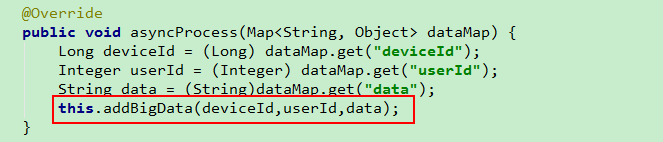 @Override
public void asyncProcess(Map<String, Object> dataMap) {
Long deviceId = (Long) dataMap.get("deviceId");
Integer userId = (Integer) dataMap.get("userId");
String data = (String)dataMap.get("data");
this.addBigData(deviceId,userId,data);
}